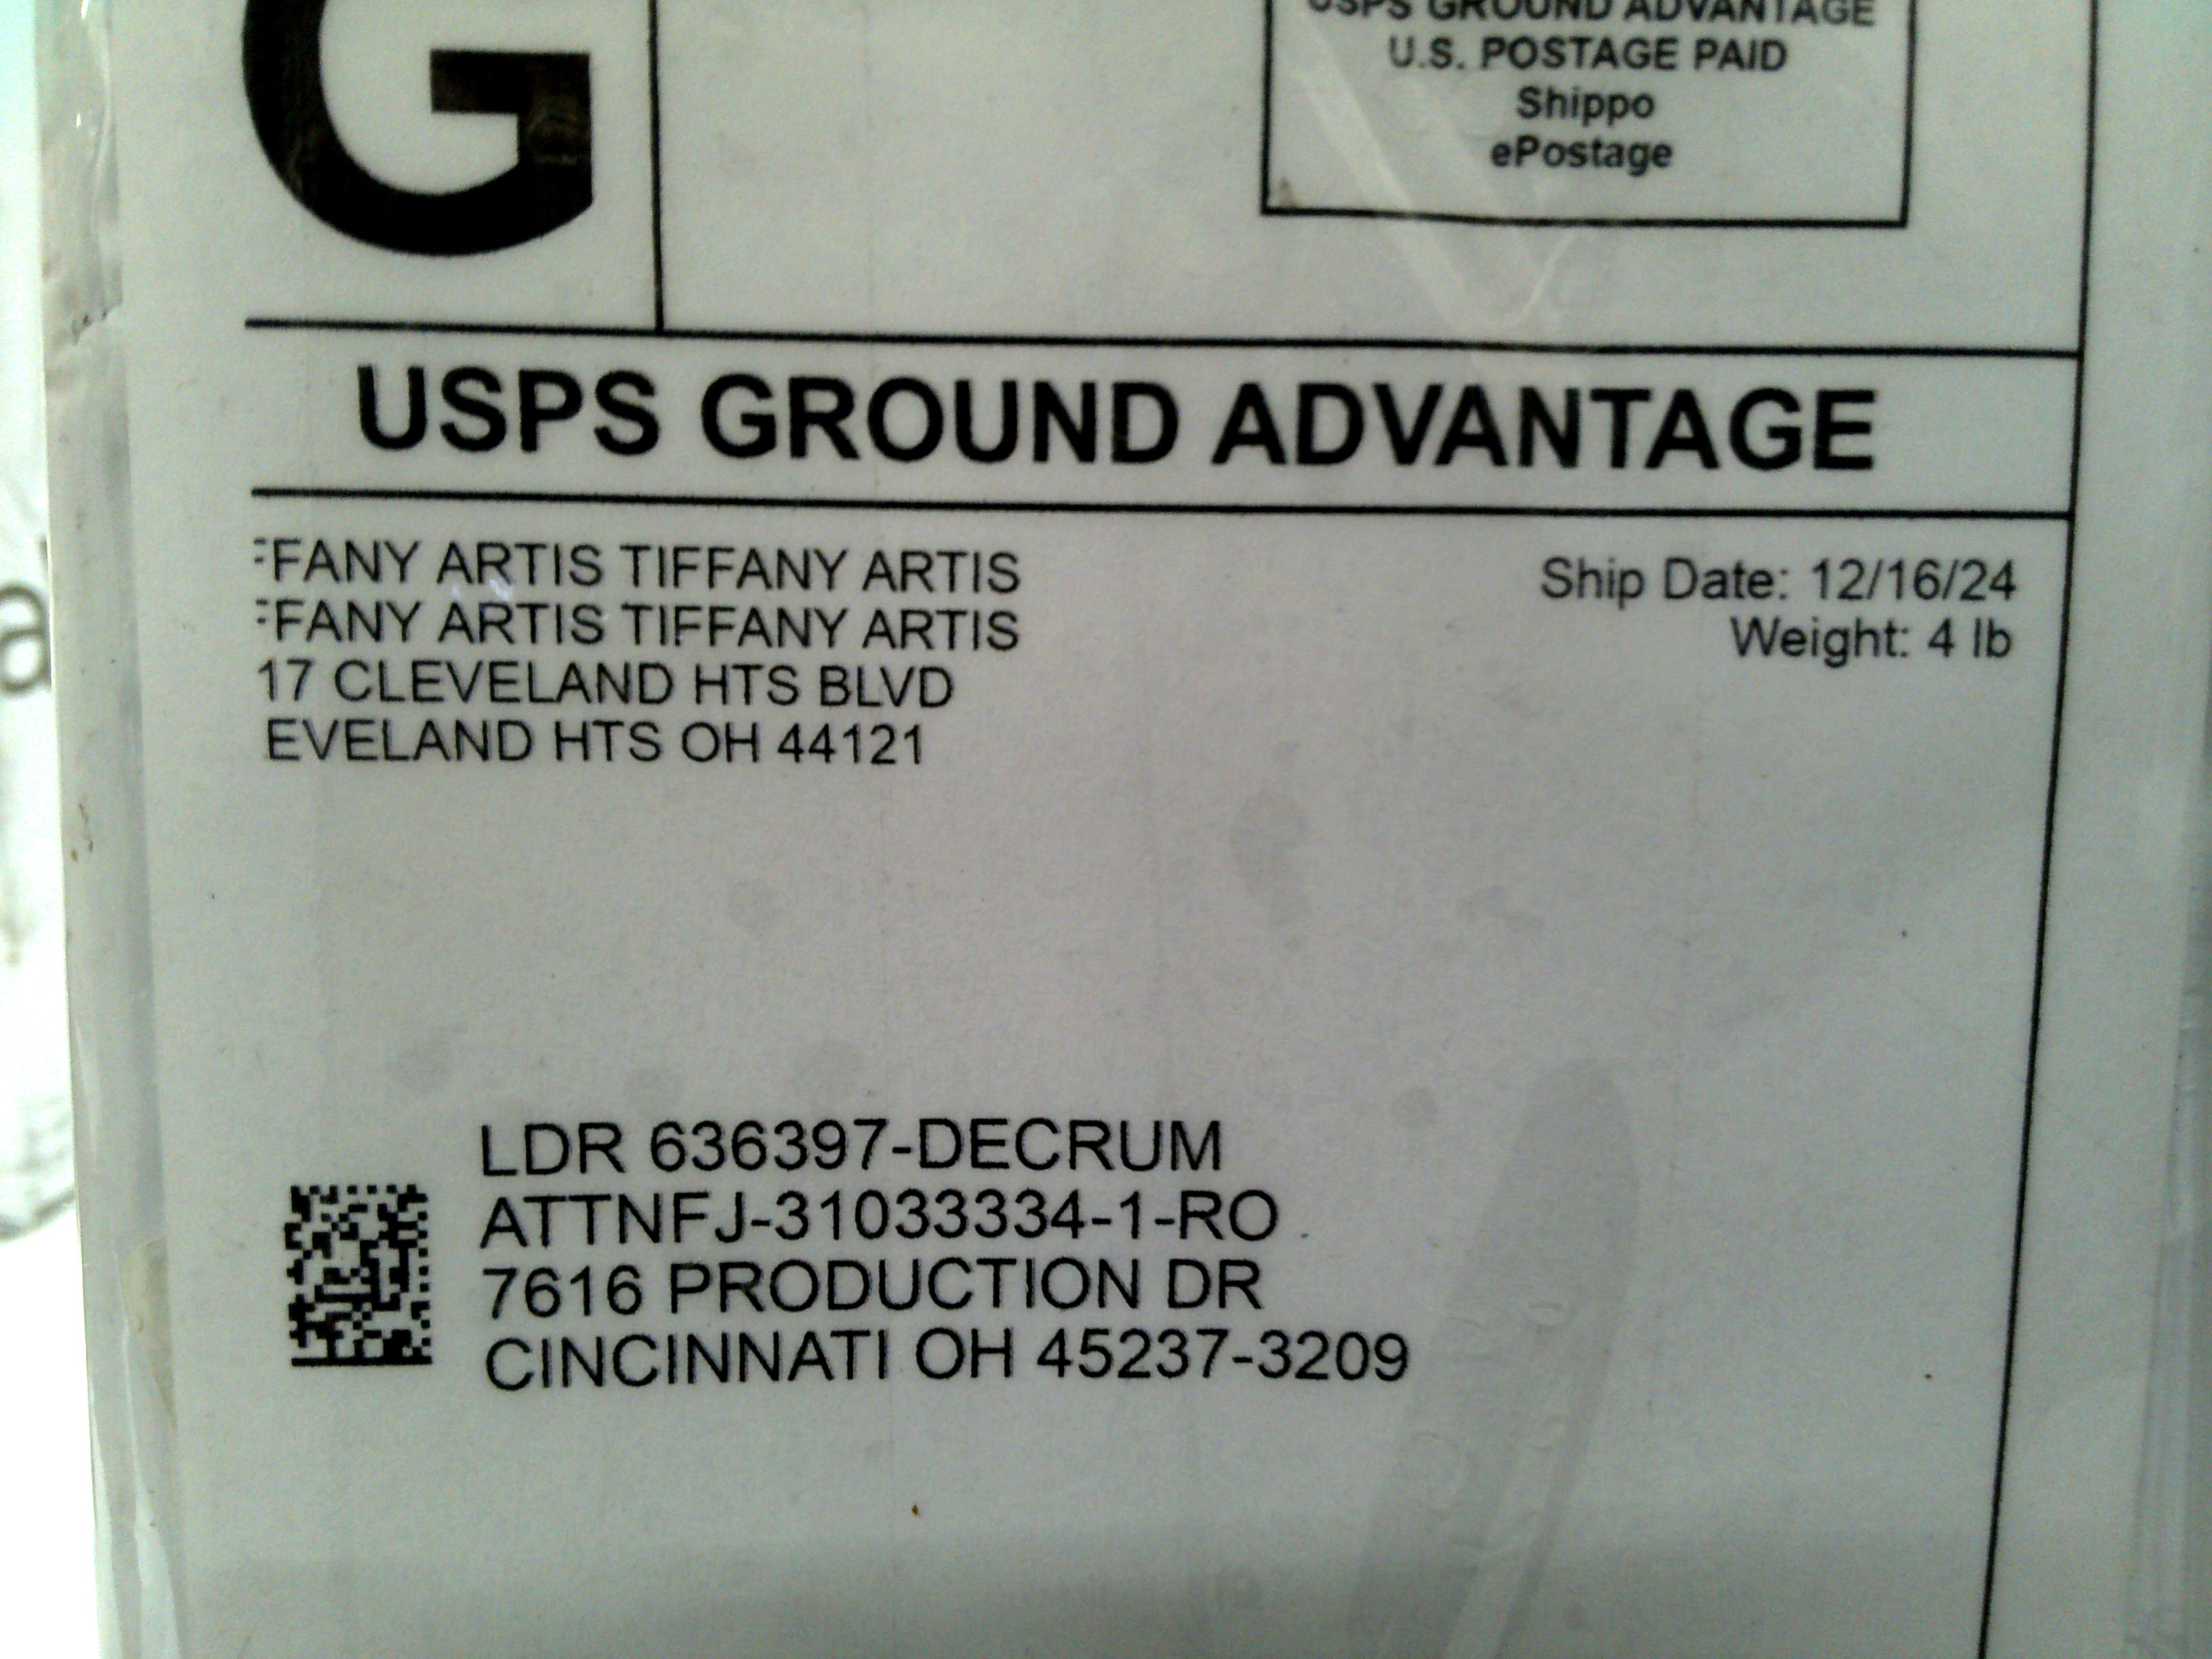 G
USPS GROUND ADVANTAGE
U.S. POSTAGE PAID
Shippo
ePostage
USPS GROUND ADVANTAGE
FFANY ARTIS TIFFANY ARTIS
FFANY ARTIS TIFFANY ARTIS
17 CLEVELAND HTS BLVD
EVELAND HTS OH 44121
Ship Date: 12/16/24
Weight: 4 lb
LDR 636397-DECRUM
ATTNFJ-31033334-1-RO
7616 PRODUCTION DR
CINCINNATI OH 45237-3209